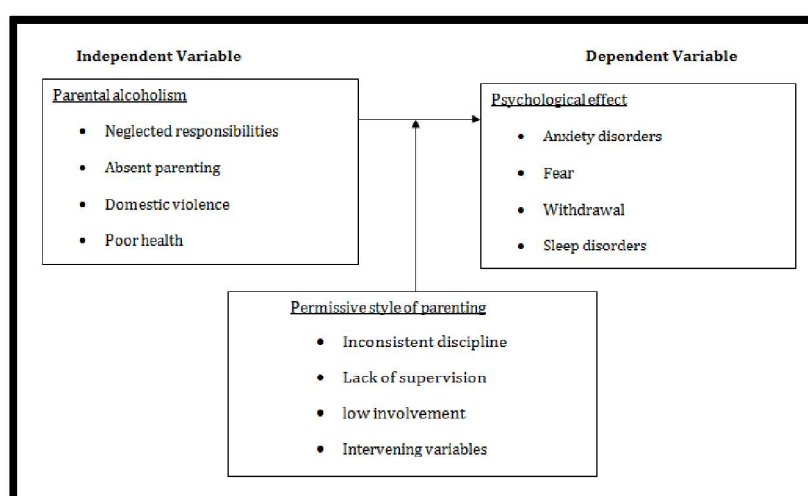 Independent Variable
Parental alcoholism
• Neglected responsibilities
• Absent parenting
• Domestic violence
• Poor health
Dependent Variable
Psychological effect
• Anxiety disorders
• Fear
• Withdrawal
• Sleep disorders
Permissive style of parenting
• Inconsistent discipline
• Lack of supervision
• low involvement
• Intervening variables